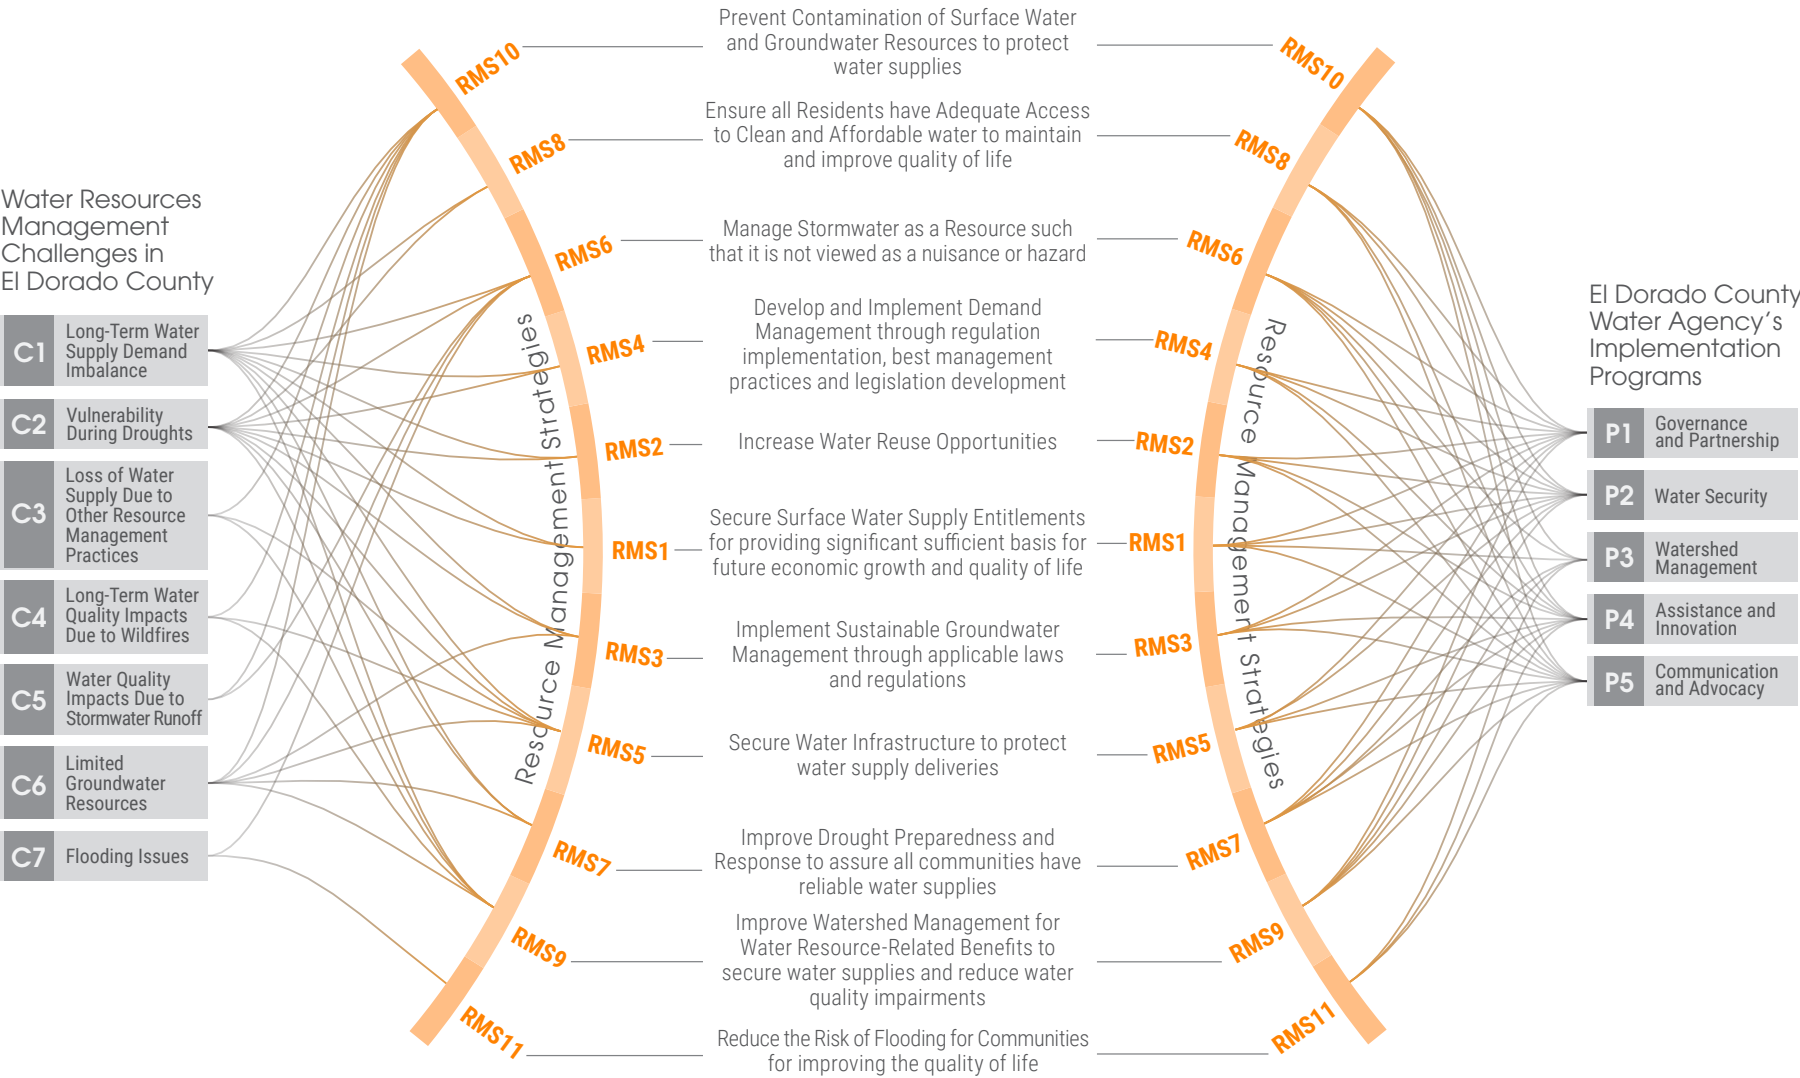 Water Resources
Management
Challenges in
El Dorado County
C1
Long-Term Water
Supply Demand
Imbalance
C2
Vulnerability
During Droughts
C3
Loss of Water
Supply Due to
Other Resource
Management
Practices
C4
Long-Term Water
Quality Impacts
Due to Wildfires
C5
Water Quality
Impacts Due to
Stormwater Runoff
C6
Limited
Groundwater
Resources
C7
Flooding Issues
Resource Management Strategies
RMS10
RMS8
RMS6
RMS4
RMS2
RMS1
RMS3
RMS5
RMS7
RMS9
RMS11
Prevent Contamination of Surface Water
and Groundwater Resources to protect
water supplies
Ensure all Residents have Adequate Access
to Clean and Affordable water to maintain
and improve quality of life
Manage Stormwater as a Resource such
that it is not viewed as a nuisance or hazard
Develop and Implement Demand
Management through regulation
implementation, best management
practices and legislation development
Increase Water Reuse Opportunities
Secure Surface Water Supply Entitlements
for providing significant sufficient basis for
future economic growth and quality of life
Implement Sustainable Groundwater
Management through applicable laws
and regulations
Secure Water Infrastructure to protect
water supply deliveries
Improve Drought Preparedness and
Response to assure all communities have
reliable water supplies
Improve Watershed Management for
Water Resource-Related Benefits to
secure water supplies and reduce water
quality impairments
Reduce the Risk of Flooding for Communities
for improving the quality of life
RMS10
RMS8
RMS6
RMS4
RMS2
RMS1
RMS3
RMS5
RMS7
RMS9
RMS11
Resource Management Strategies
El Dorado County
Water Agency's
Implementation
Programs
P1
Governance
and Partnership
P2
Water Security
P3
Watershed
Management
P4
Assistance and
Innovation
P5
Communication
and Advocacy